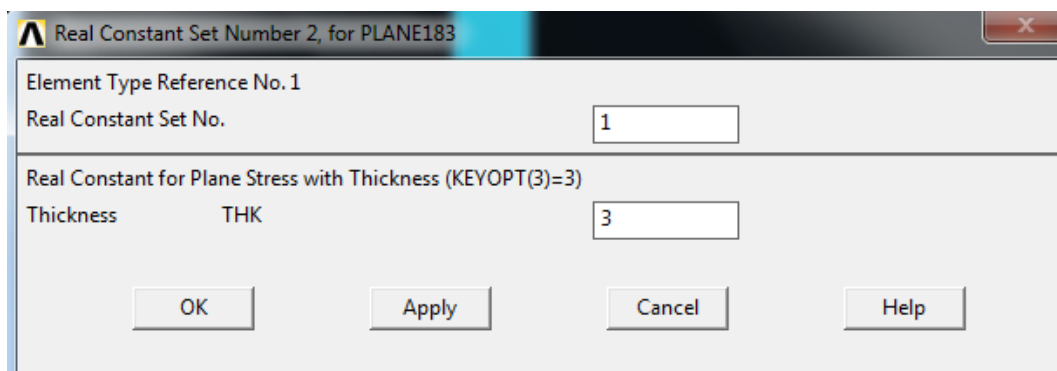 Real Constant Set Number 2, for PLANE183
Element Type Reference No. 1
Real Constant Set No. 1
Real Constant for Plane Stress with Thickness (KEYOPT(3)=3)
Thickness THK 3
OK Apply Cancel Help